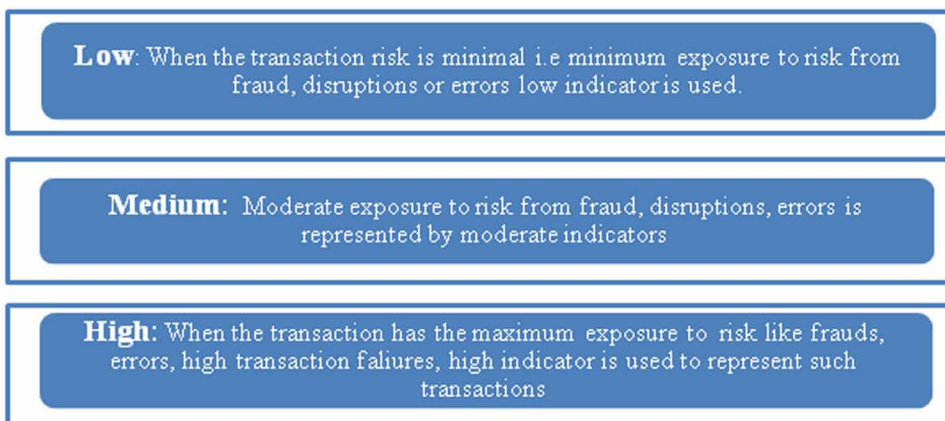 Low: When the transaction risk is minimal i.e minimum exposure to risk from
fraud, disruptions or errors low indicator is used.
Medium: Moderate exposure to risk from fraud, disruptions, errors is
represented by moderate indicators
High: When the transaction has the maximum exposure to risk like frauds,
errors, high transaction faliures, high indicator is used to represent such
transactions